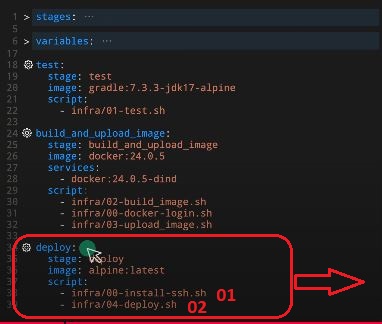 1 > stages: ...
5
6 > variables: ...
17
18 test:
19 stage: test
20 image: gradle:7.3.3-jdk17-alpine
21 script:
22 - infra/01-test.sh
23
24 build_and_upload_image:
25 stage: build_and_upload_image
26 image: docker:24.0.5
27 services:
28 - docker:24.0.5-dind
29 script:
30 - infra/02-build_image.sh
31 - infra/00-docker-login.sh
32 - infra/03-upload_image.sh
33
34 deploy:
35 stage:
36 image: alpine:latest
37 script:
38 - infra/00-install-ssh.sh 01
39 - infra/04-deploy.sh 02